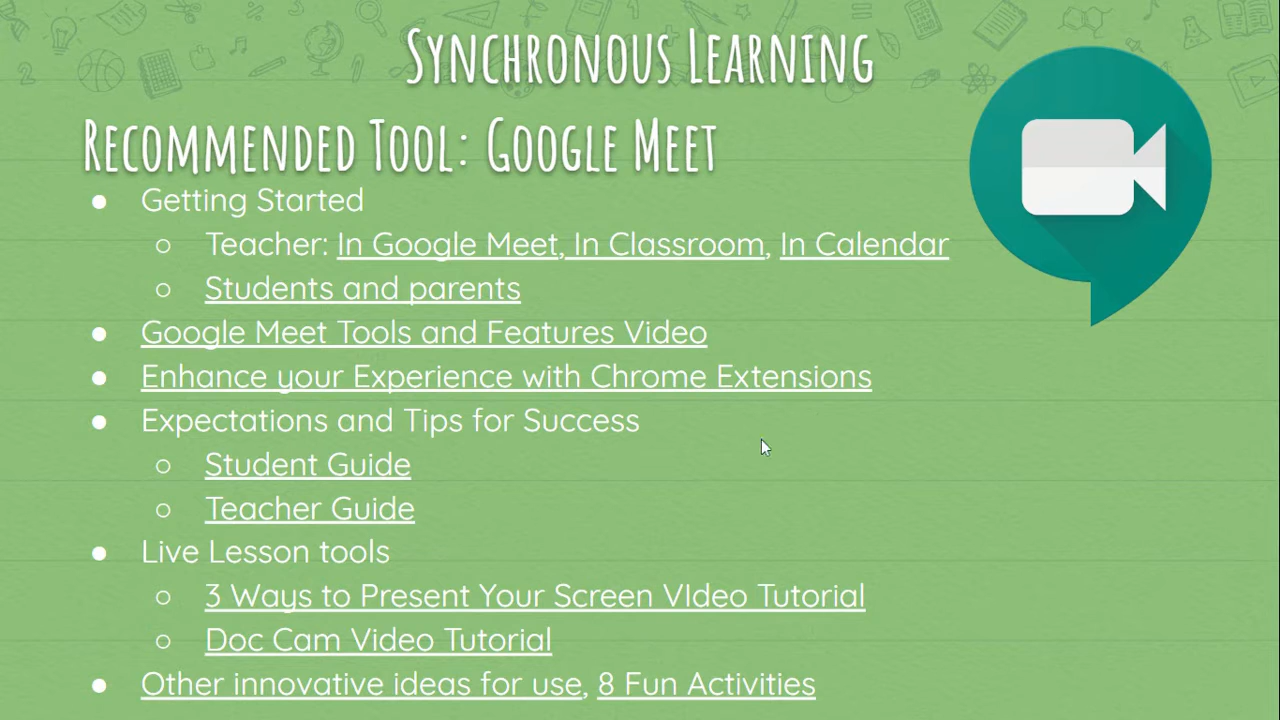 Synchronous Learning
Recommended Tool: Google Meet
● Getting Started
○ Teacher: In Google Meet, In Classroom, In Calendar
○ Students and parents
● Google Meet Tools and Features Video
● Enhance your Experience with Chrome Extensions
● Expectations and Tips for Success
○ Student Guide
○ Teacher Guide
● Live Lesson tools
○ 3 Ways to Present Your Screen VIdeo Tutorial
○ Doc Cam Video Tutorial
● Other innovative ideas for use, 8 Fun Activities